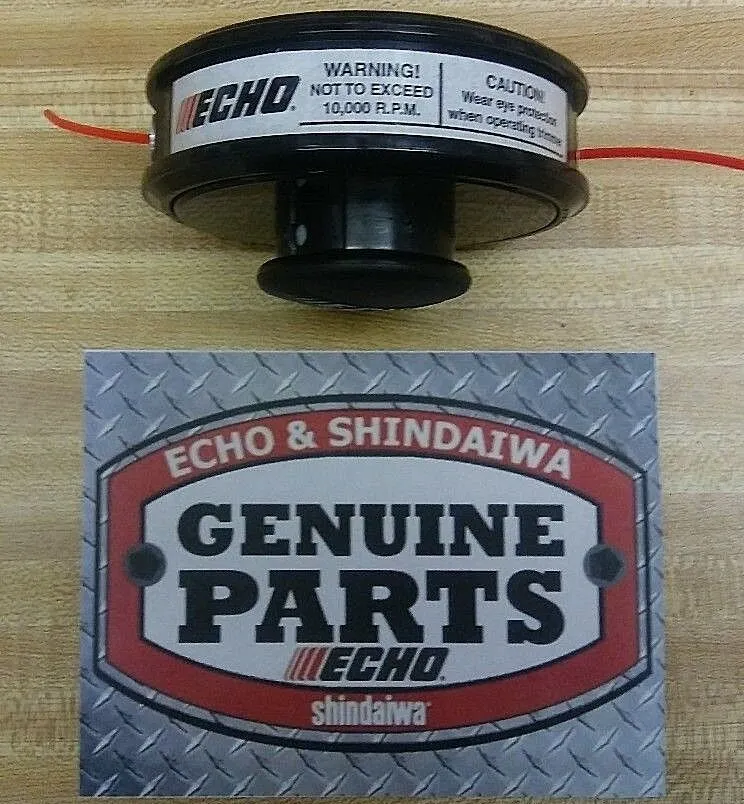 ECHO
WARNING!
NOT TO EXCEED
10,000 R.P.M.
CAUTION!
Wear eye protection
when operating trimmer
ECHO & SHINDAIWA
GENUINE
PARTS
ECHO
shindaiwa